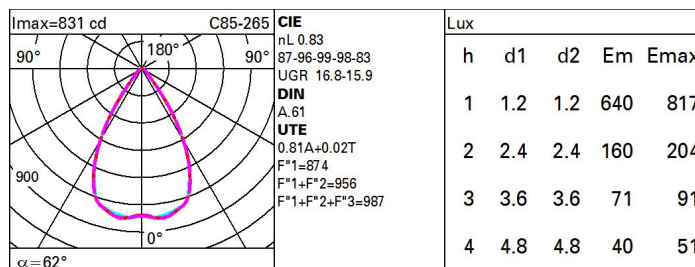 Imax=831 cd C85-265
90° 180° 90°
900
0°
α=62°
CIE
nL 0.83
87-96-99-98-83
UGR 16.8-15.9
DIN
A.61
UTE
0.81A+0.02T
F"1=874
F"1+F"2=956
F"1+F"2+F"3=987
Lux
h d1 d2 Em Emax
1 1.2 1.2 640 817
2 2.4 2.4 160 204
3 3.6 3.6 71 91
4 4.8 4.8 40 51